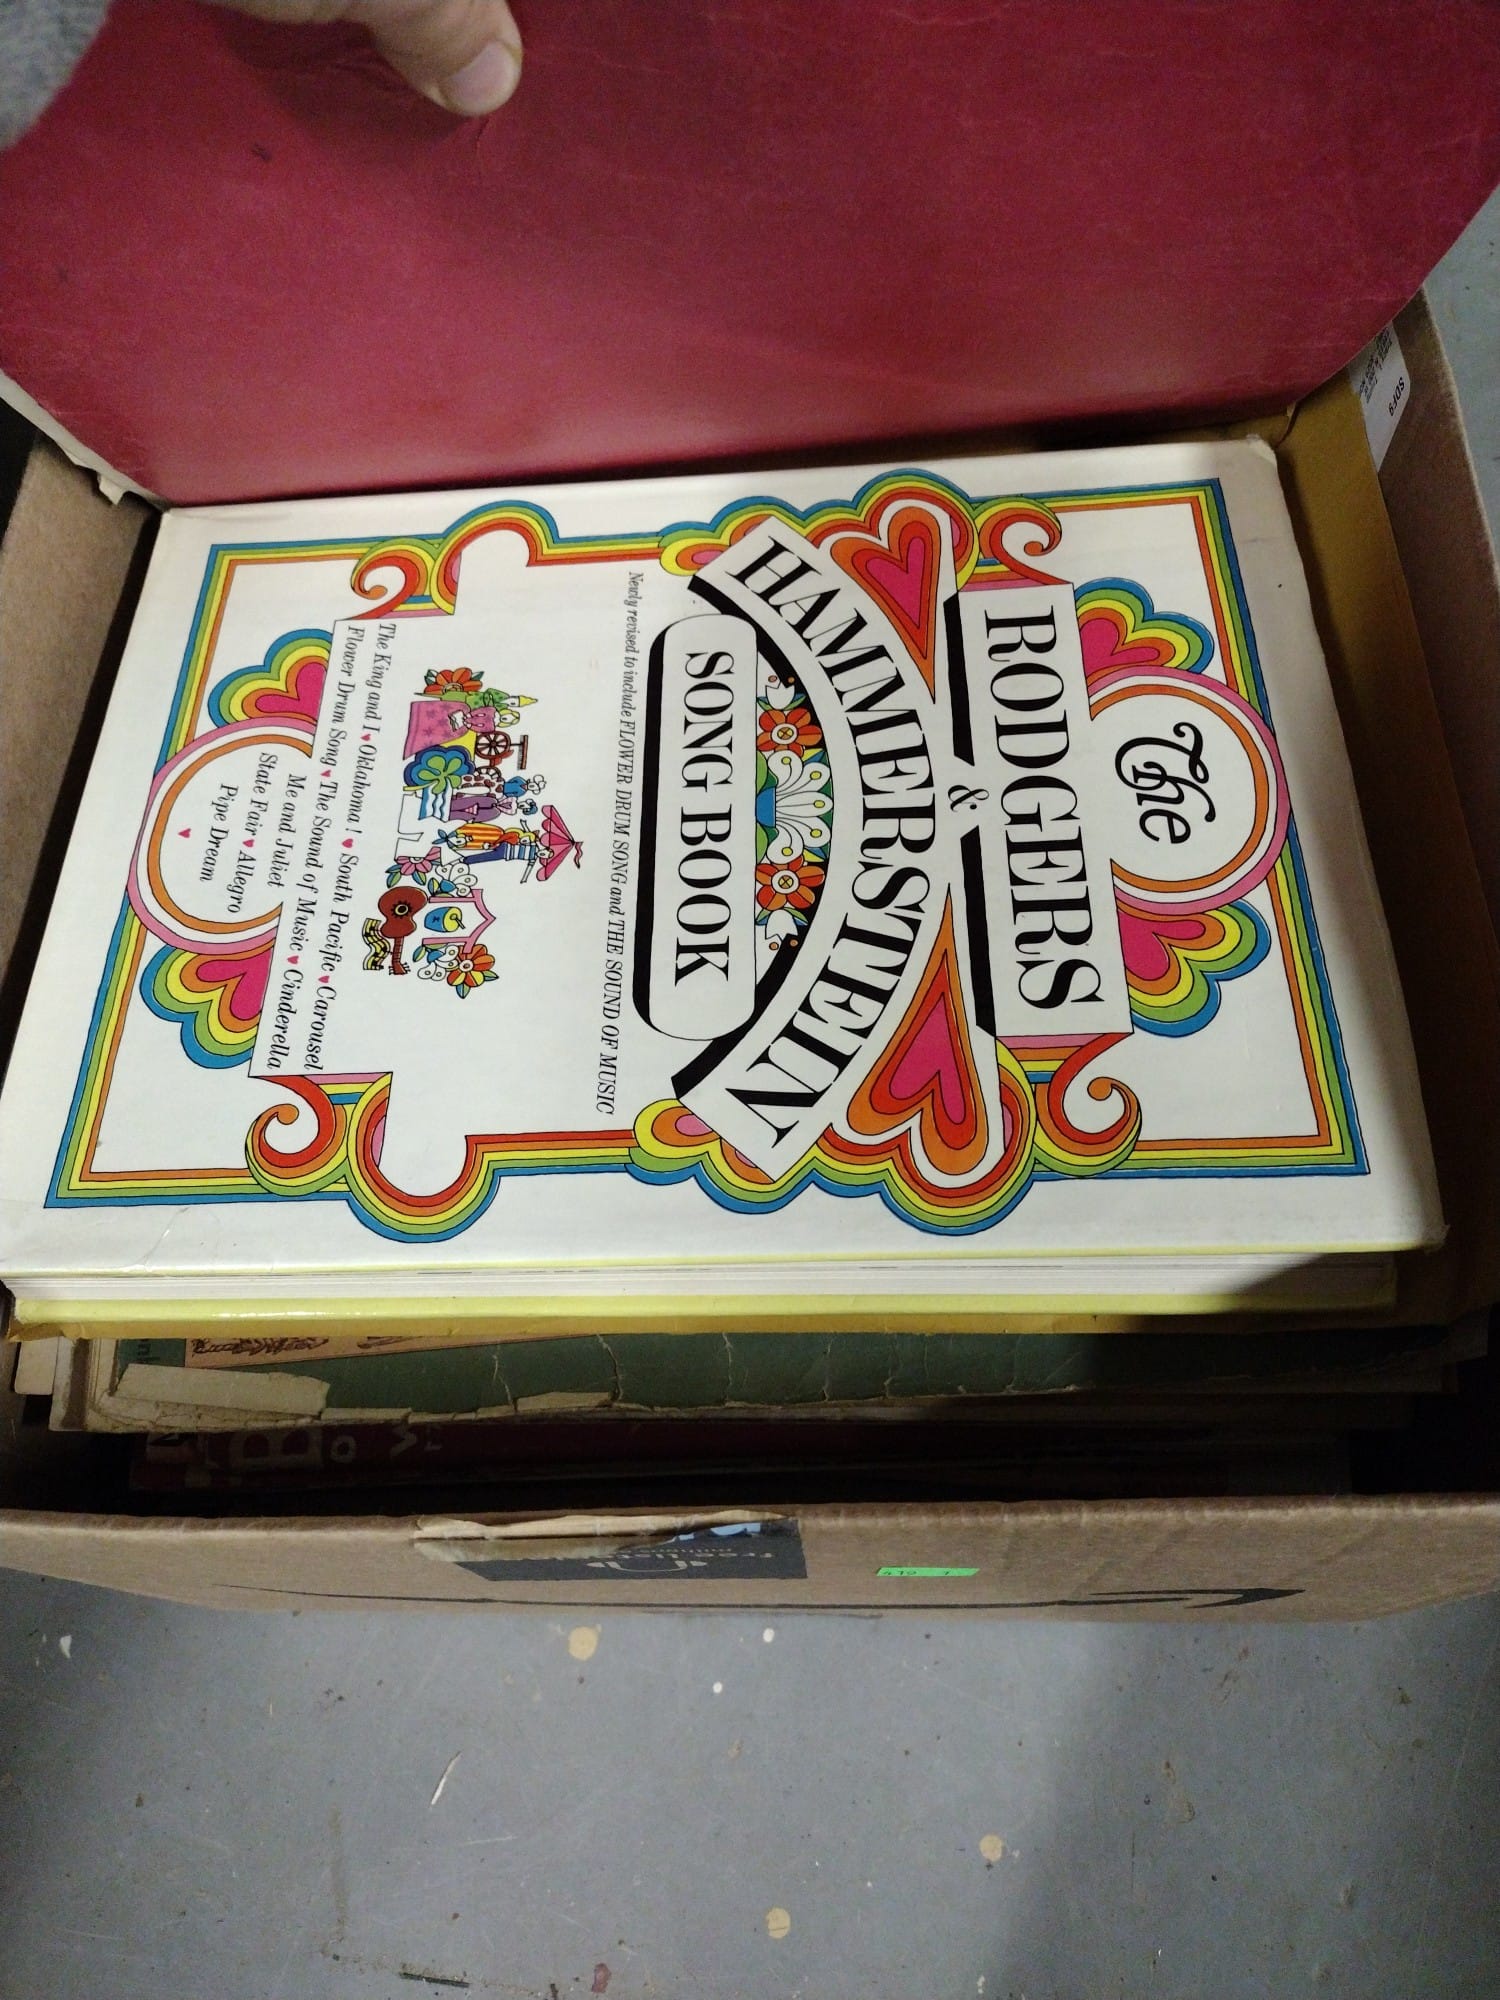 The
RODGERS
&
HAMMERSTEIN
SONG BOOK
Newly revised to include FLOWER DRUM SONG and THE SOUND OF MUSIC
The King and I ♥ Oklahoma! ♥ South Pacific ♥ Carousel
Flower Drum Song ♥ The Sound of Music ♥ Cinderella
Me and Juliet
State Fair ♥ Allegro
Pipe Dream
♥
SDF9